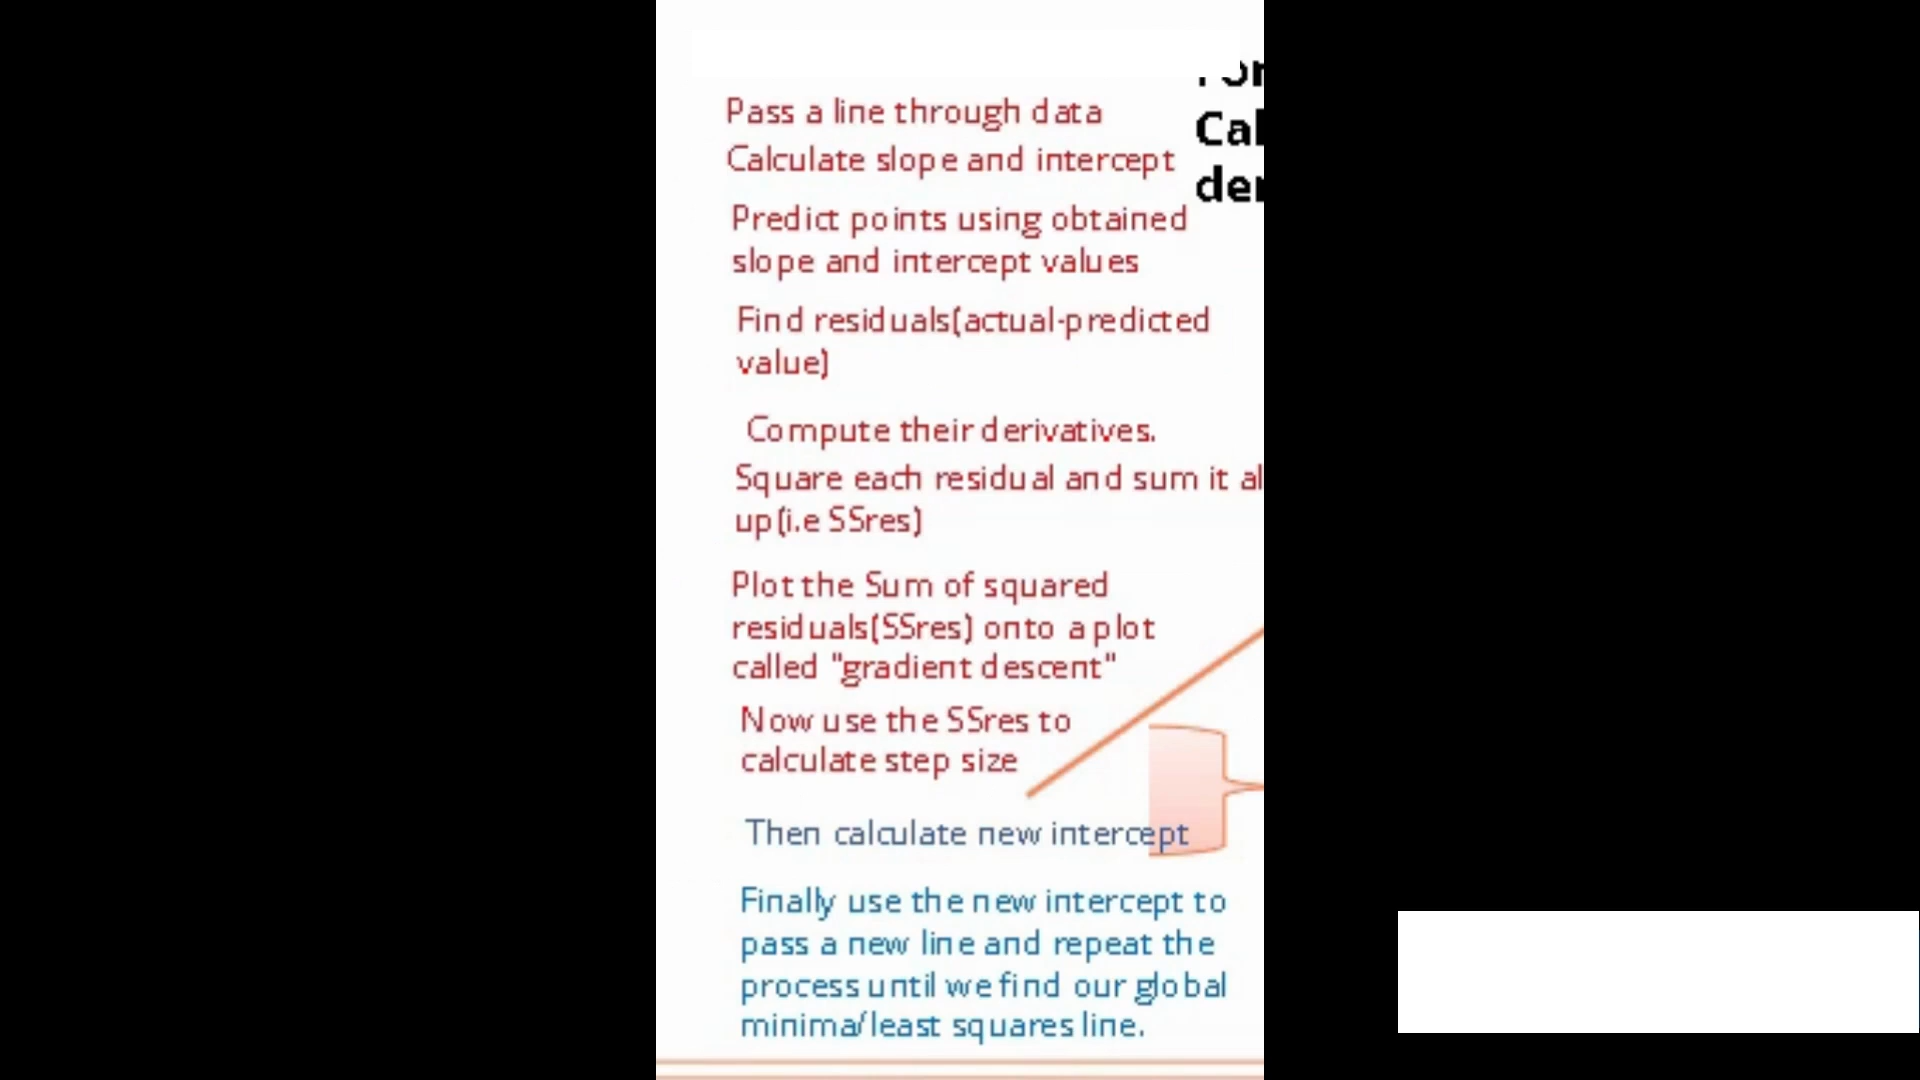 Pass a line through data
Calculate slope and intercept
Predict points using obtained
slope and intercept values
Find residuals(actual-predicted
value)
Compute their derivatives.
Square each residual and sum it al
up(i.e SSres)
Plot the Sum of squared
residuals(SSres) onto a plot
called "gradient descent"
Now use the SSres to
calculate step size
Then calculate new intercept
Finally use the new intercept to
pass a new line and repeat the
process until we find our global
minima/least squares line.
Cal